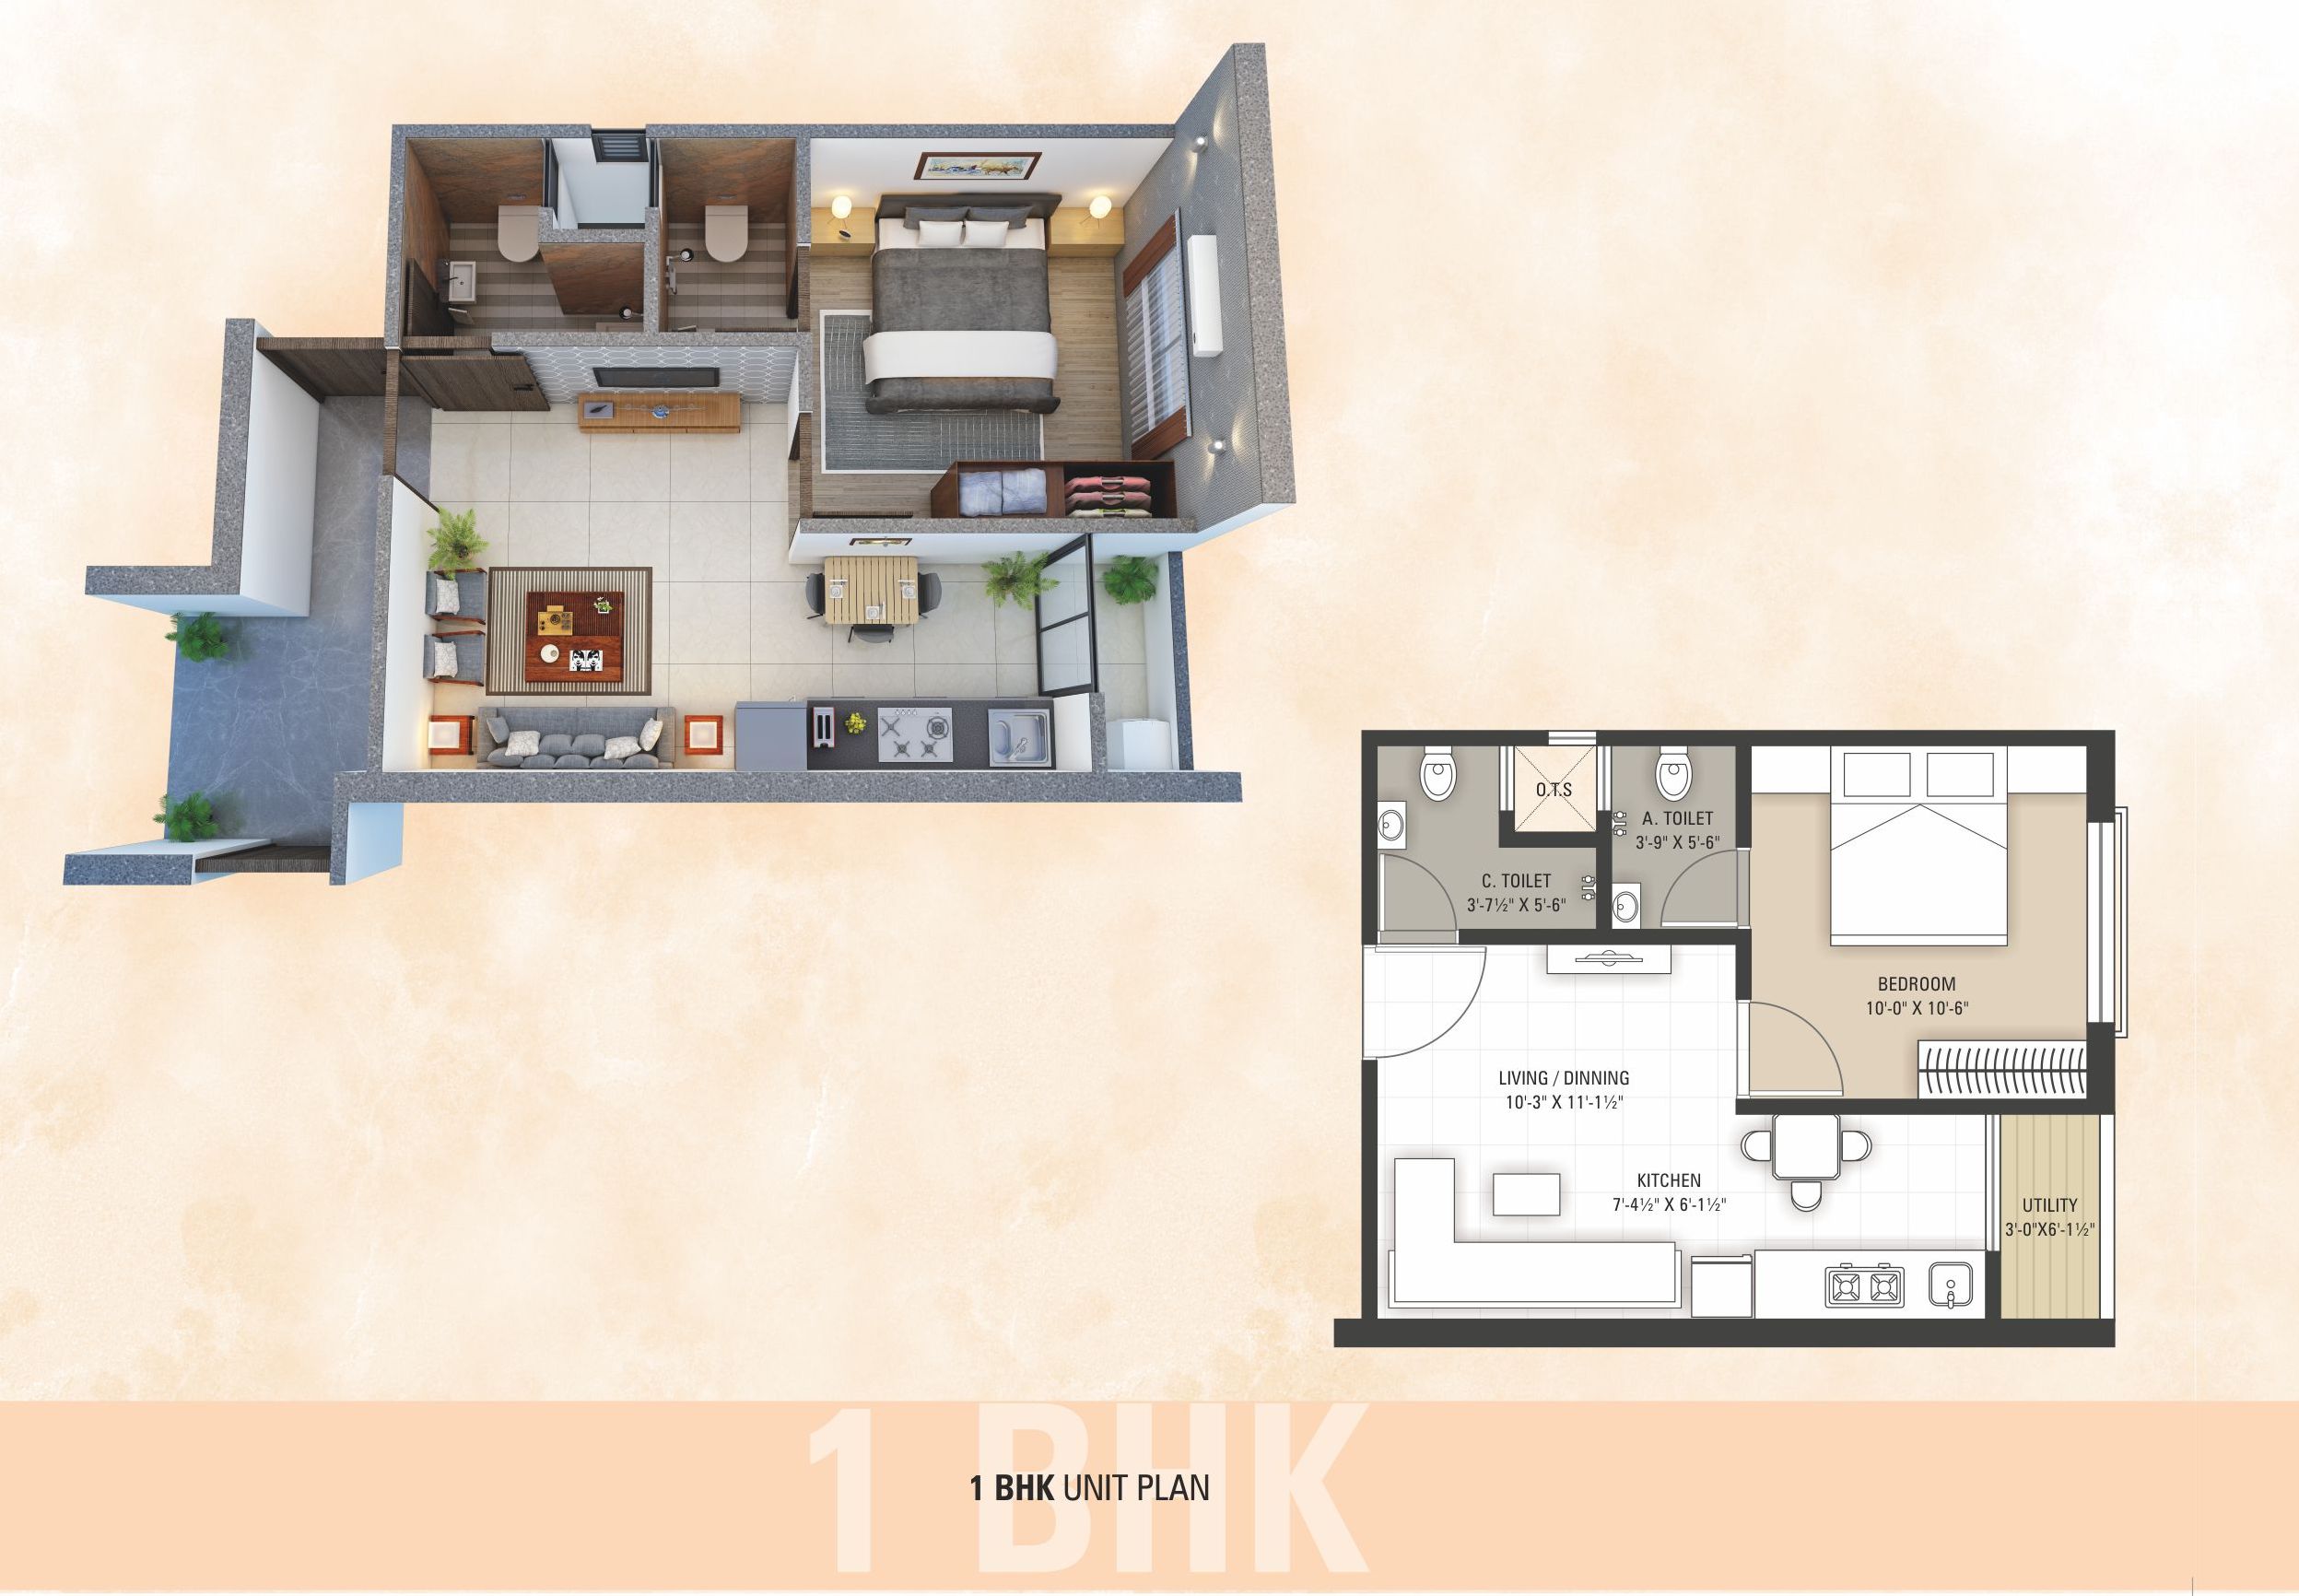 O.T.S
A. TOILET
3'-9" X 5'-6"
C. TOILET
3'-7½" X 5'-6"
BEDROOM
10'-0" X 10'-6"
LIVING / DINNING
10'-3" X 11'-1½"
KITCHEN
7'-4½" X 6'-1½"
UTILITY
3'-0"X6'-1½"
1 BHK
1 BHK UNIT PLAN